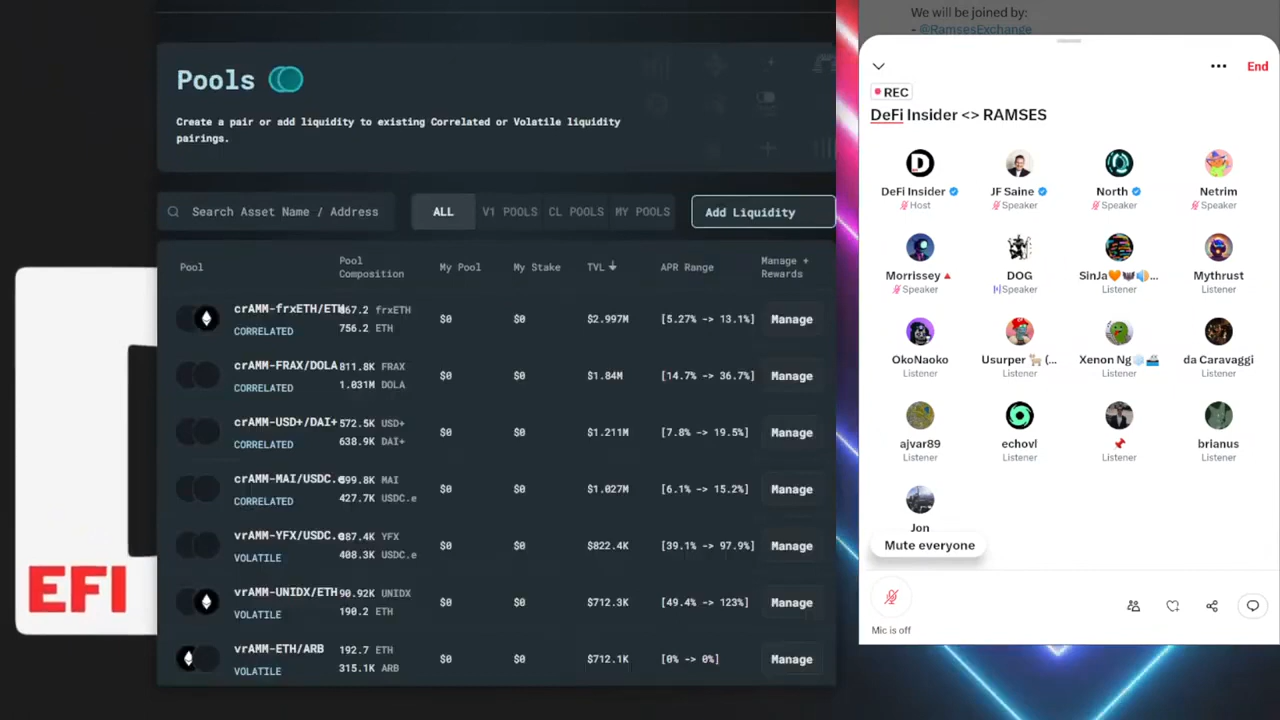 EFI
Pools
Create a pair or add liquidity to existing Correlated or Volatile liquidity
pairings.
Search Asset Name / Address
ALL
V1 POOLS
CL POOLS
MY POOLS
Add Liquidity
Pool
Pool
Composition
My Pool
My Stake
TVL
APR Range
Manage +
Rewards
crAMM-frxETH/ETH
CORRELATED
frxETH
756.2 ETH
$0
$0
$2.997M
[5.27% -> 13.1%]
Manage
crAMM-FRAX/DOLA
CORRELATED
811.8K FRAX
1.031M DOLA
$0
$0
$1.84M
[14.7% -> 36.7%]
Manage
crAMM-USD+/DAI+
CORRELATED
572.5K USD+
638.9K DAI+
$0
$0
$1.211M
[7.8% -> 19.5%]
Manage
crAMM-MAI/USDC.e
CORRELATED
MAI
427.7K USDC.e
$0
$0
$1.027M
[6.1% -> 15.2%]
Manage
vrAMM-YFX/USDC.e
VOLATILE
YFX
408.3K USDC.e
$0
$0
$822.4K
[39.1% -> 97.9%]
Manage
vrAMM-UNIDX/ETH
VOLATILE
90.92K UNIDX
190.2 ETH
$0
$0
$712.3K
[49.4% -> 123%]
Manage
vrAMM-ETH/ARB
VOLATILE
192.7 ETH
315.1K ARB
$0
$0
$712.1K
[0% -> 0%]
Manage
We will be joined by:
- @RamsesExchange
End
REC
DeFi Insider <> RAMSES
DeFi Insider
Host
JF Saine
Speaker
North
Speaker
Netrim
Speaker
Morrissey
Speaker
DOG
Speaker
SinJa🧡🦇🔊...
Listener
Mythrust
Listener
OkoNaoko
Listener
Usurper 🐪 (...
Listener
Xenon Ng
Listener
da Caravaggi
Listener
ajvar89
Listener
echovl
Listener
📌
Listener
brianus
Listener
Jon
Mute everyone
Mic is off